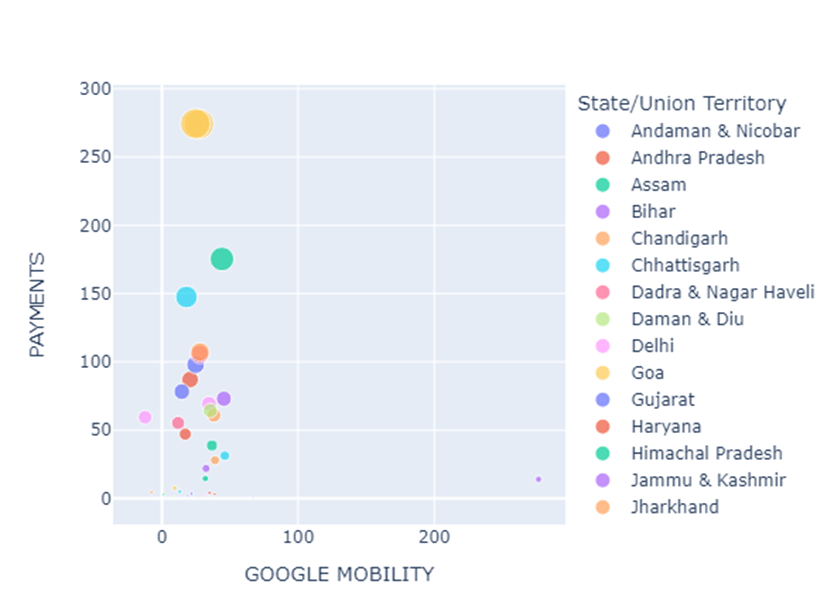 300
250
200
150
100
50
0
0
100
200
PAYMENTS
GOOGLE MOBILITY
State/Union Territory
Andaman & Nicobar
Andhra Pradesh
Assam
Bihar
Chandigarh
Chhattisgarh
Dadra & Nagar Haveli
Daman & Diu
Delhi
Goa
Gujarat
Haryana
Himachal Pradesh
Jammu & Kashmir
Jharkhand